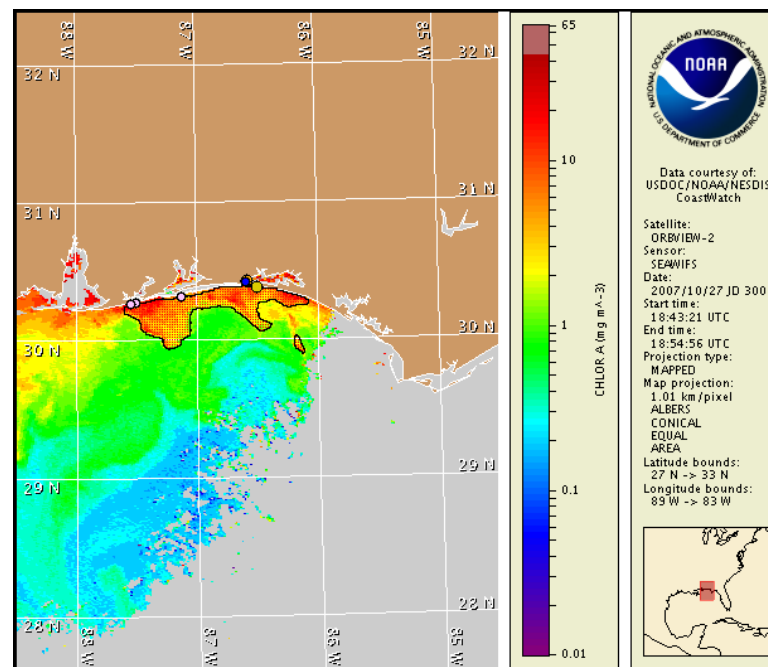 88 W
87 W
86 W
85 W
32 N
32 N
31 N
31 N
30 N
30 N
29 N
29 N
28 N
28 N
88 W
87 W
86 W
85 W
65
10
1
0.1
0.01
CHLOR A (mg mÂ-3)
NATIONAL OCEANIC AND ATMOSPHERIC ADMINISTRATION
NOAA
U.S. DEPARTMENT OF COMMERCE
Data courtesy of:
USDOC/NOAA/NESDIS
CoastWatch
Satellite:
ORBVIEW-2
Sensor:
SEAWIFS
Date:
2007/10/27 JD 300
Start time:
18:43:21 UTC
End time:
18:54:56 UTC
Projection type:
MAPPED
Map projection:
1.01 km/pixel
ALBERS
CONICAL
EQUAL
AREA
Latitude bounds:
27 N -> 33 N
Longitude bounds:
89 W -> 83 W